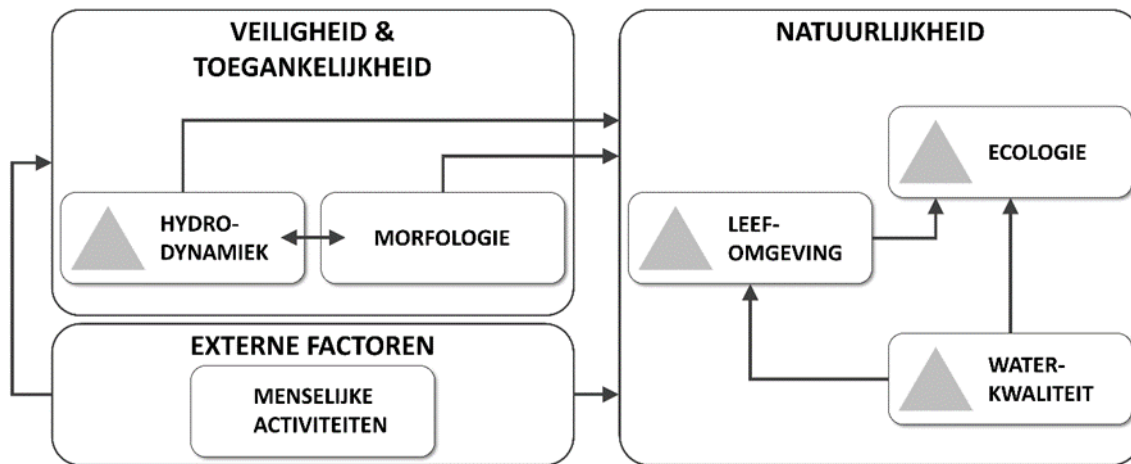 VEILIGHEID &
TOEGANKELIJKHEID
HYDRO-
DYNAMIEK
MORFOLOGIE
EXTERNE FACTOREN
MENSELIJKE
ACTIVITEITEN
NATUURLIJKHEID
ECOLOGIE
LEEF-
OMGEVING
WATER-
KWALITEIT